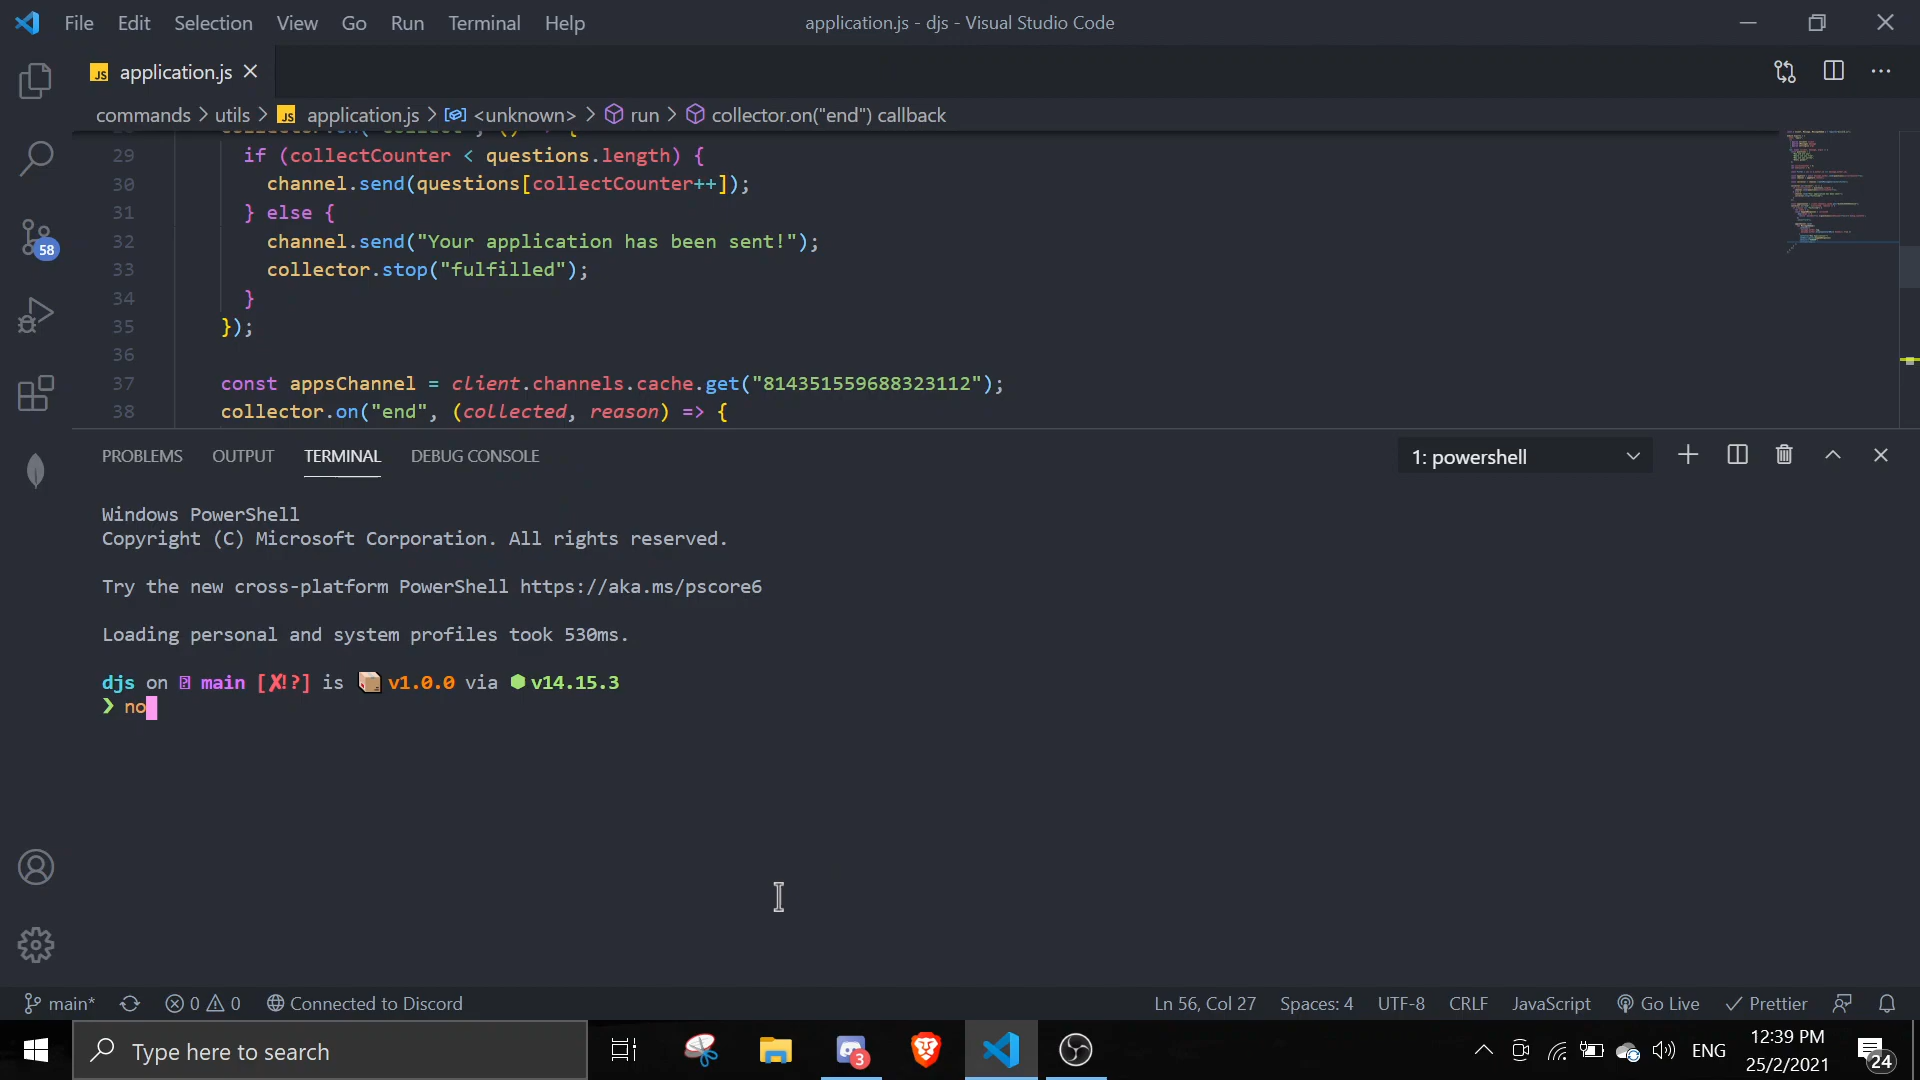 File Edit Selection View Go Run Terminal Help
application.js - djs - Visual Studio Code
JS application.js
commands > utils > JS application.js > <unknown> > run > collector.on("end") callback
29 if (collectCounter < questions.length) {
30 channel.send(questions[collectCounter++]);
31 } else {
32 channel.send("Your application has been sent!");
33 collector.stop("fulfilled");
34 }
35 });
36
37 const appsChannel = client.channels.cache.get("814351559688323112");
38 collector.on("end", (collected, reason) => {
58
PROBLEMS OUTPUT TERMINAL DEBUG CONSOLE
1: powershell
Windows PowerShell
Copyright (C) Microsoft Corporation. All rights reserved.
Try the new cross-platform PowerShell https://aka.ms/pscore6
Loading personal and system profiles took 530ms.
djs on main [✘!?] is v1.0.0 via v14.15.3
❯ no
main* 0 0 Connected to Discord
Ln 56, Col 27 Spaces: 4 UTF-8 CRLF JavaScript Go Live Prettier
Type here to search
3
ENG
12:39 PM
25/2/2021
24